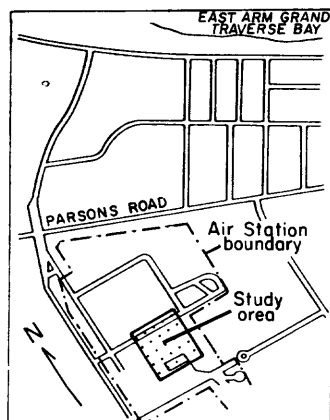 EAST ARM GRAND
TRAVERSE BAY
PARSONS ROAD
Air Station
boundary
Study
area
N